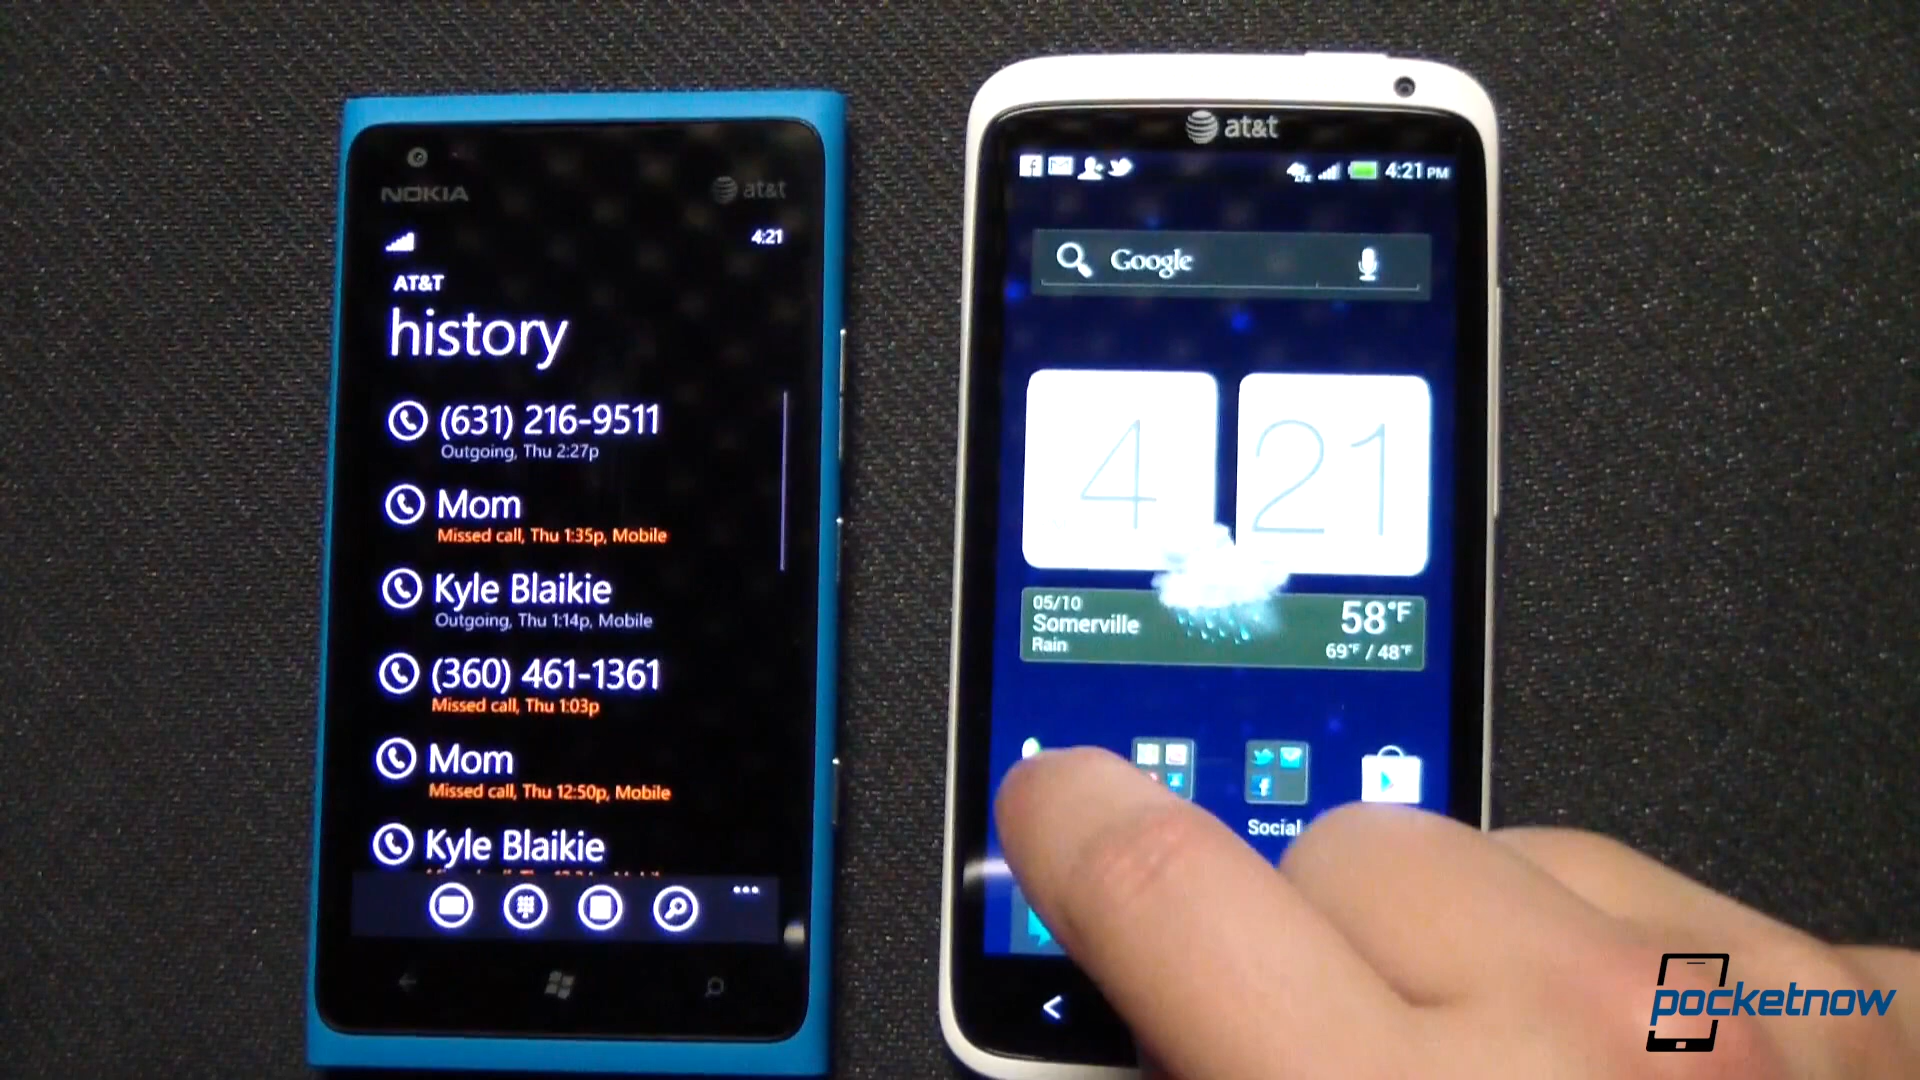 NOKIA
at&t
4:21
AT&T
history
(631) 216-9511
Outgoing, Thu 2:27p
Mom
Missed call, Thu 1:35p, Mobile
Kyle Blaikie
Outgoing, Thu 1:14p, Mobile
(360) 461-1361
Missed call, Thu 1:03p
Mom
Missed call, Thu 12:50p, Mobile
Kyle Blaikie
at&t
4:21 PM
Google
4 21
05/10
Somerville
Rain
58°F
69°F / 48°F
Social
pocketnow